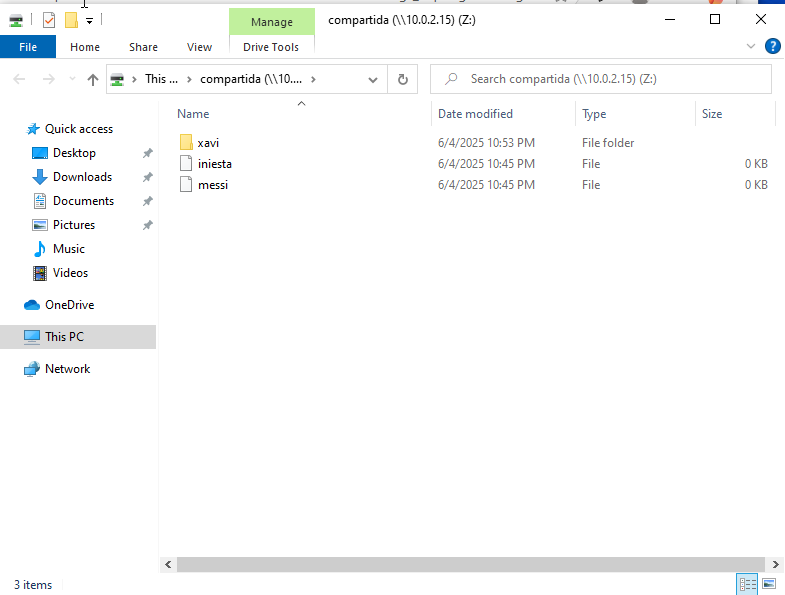 Manage
compartida (\\10.0.2.15) (Z:)
File
Home
Share
View
Drive Tools
This ...
compartida (\\10....
Search compartida (\\10.0.2.15) (Z:)
Name
Date modified
Type
Size
Quick access
Desktop
Downloads
Documents
Pictures
Music
Videos
OneDrive
This PC
Network
xavi 6/4/2025 10:53 PM File folder
iniesta 6/4/2025 10:45 PM File 0 KB
messi 6/4/2025 10:45 PM File 0 KB
3 items